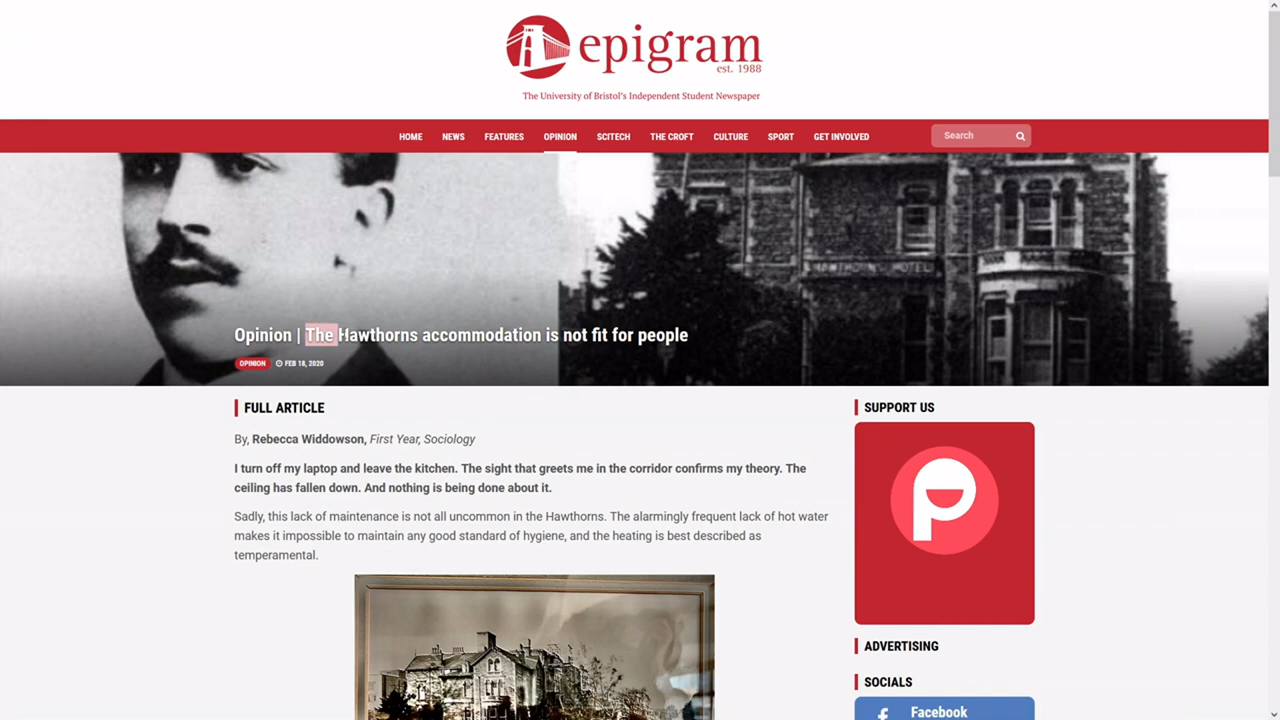 epigram
est. 1988
The University of Bristol's Independent Student Newspaper
HOME NEWS FEATURES OPINION SCITECH THE CROFT CULTURE SPORT GET INVOLVED Search
Opinion | The Hawthorns accommodation is not fit for people
OPINION FEB 18, 2020
FULL ARTICLE
By, Rebecca Widdowson, First Year, Sociology
I turn off my laptop and leave the kitchen. The sight that greets me in the corridor confirms my theory. The
ceiling has fallen down. And nothing is being done about it.
Sadly, this lack of maintenance is not all uncommon in the Hawthorns. The alarmingly frequent lack of hot water
makes it impossible to maintain any good standard of hygiene, and the heating is best described as
temperamental.
SUPPORT US
ADVERTISING
SOCIALS
Facebook